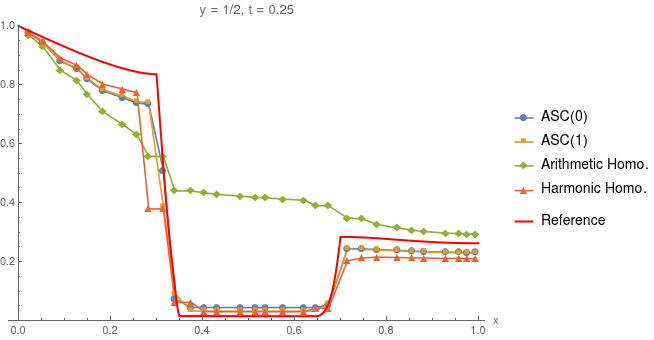 y = 1/2, t = 0.25
1.0
0.8
0.6
0.4
0.2
0.0
0.2
0.4
0.6
0.8
1.0
x
ASC(0)
ASC(1)
Arithmetic Homo.
Harmonic Homo.
Reference